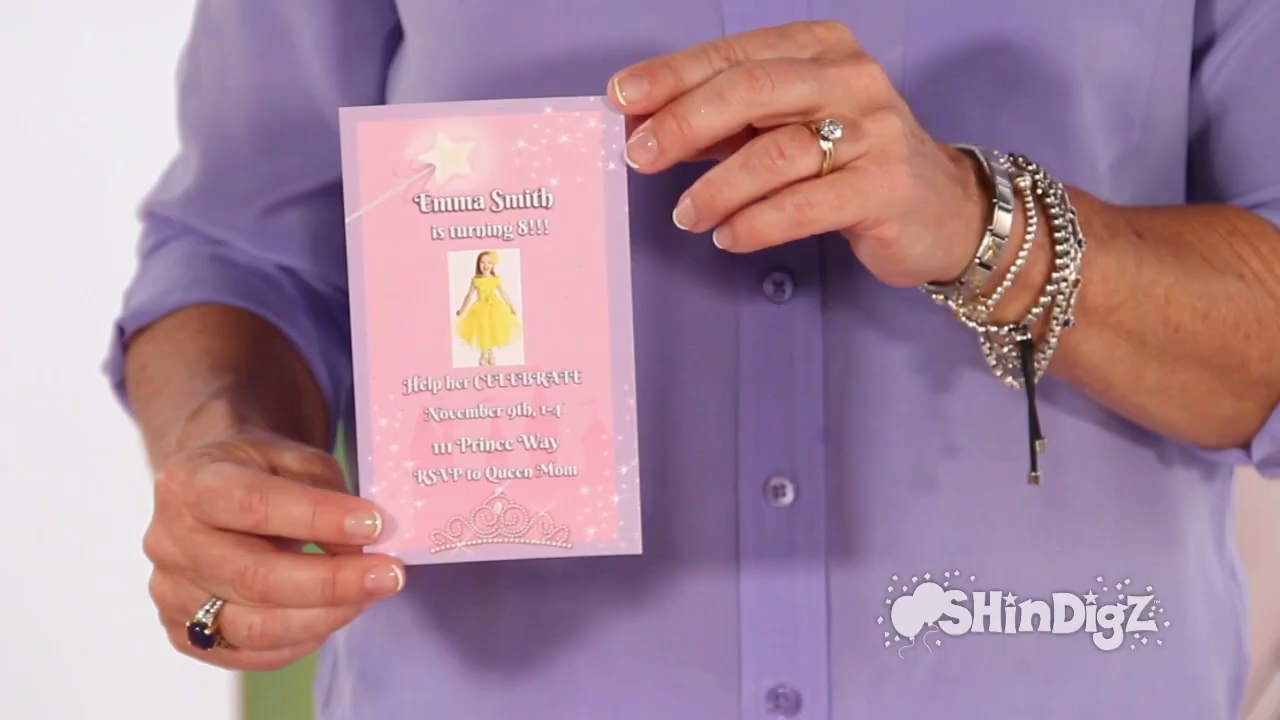 Emma Smith
is turning 8!!!
Help her CELEBRATE
November 9th, 1-4
111 Prince Way
RSVP to Queen Mom
SHinDigZ